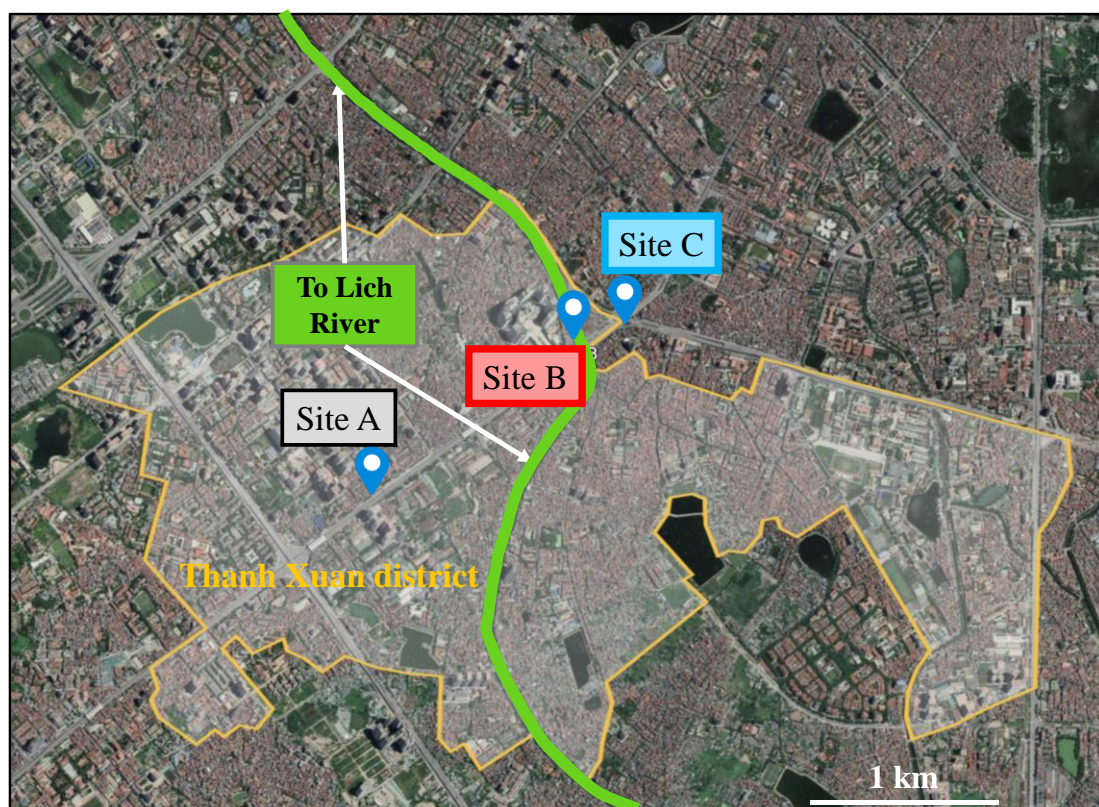 Site C
To Lich
River
Site B
Site A
Thanh Xuan district
1 km